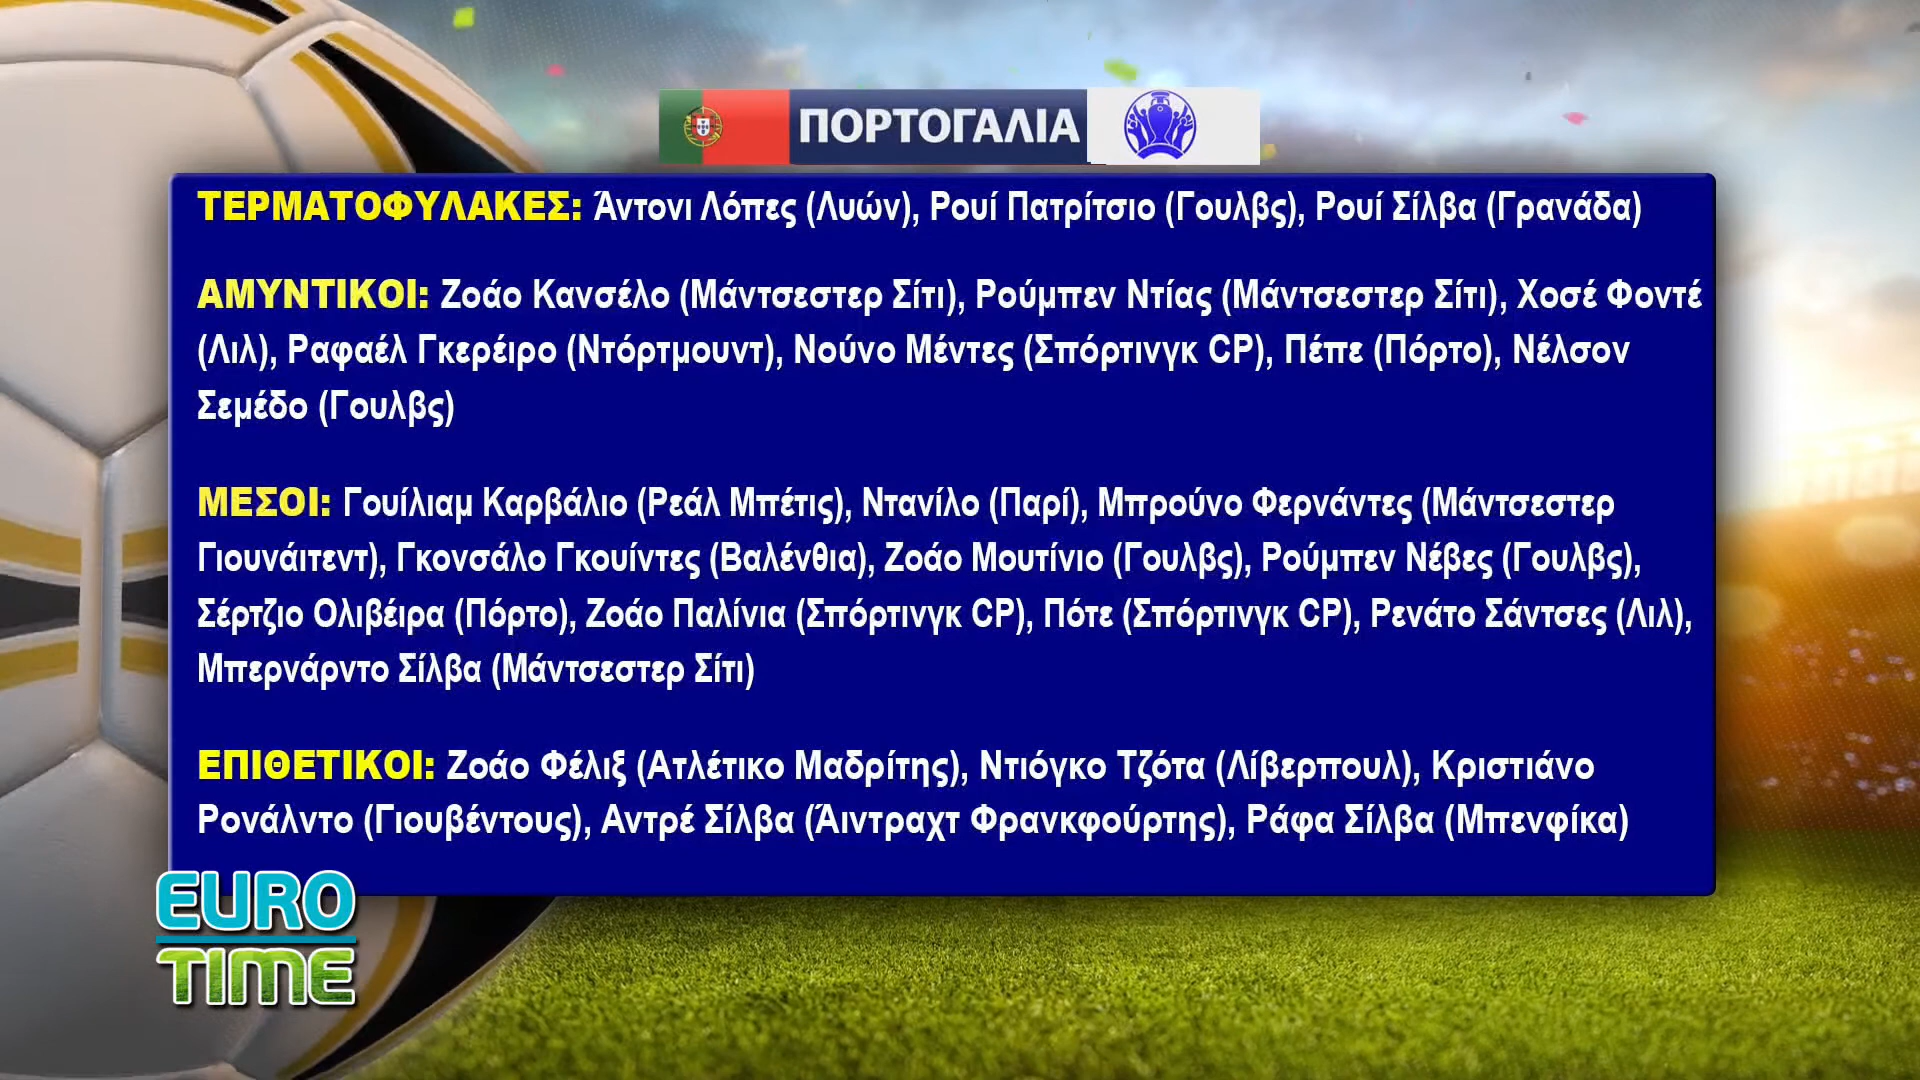 ΠΟΡΤΟΓΑΛΙΑ
ΤΕΡΜΑΤΟΦΥΛΑΚΕΣ: Άντονι Λόπες (Λυών), Ρουί Πατρίτσιο (Γουλβς), Ρουί Σίλβα (Γρανάδα)
ΑΜΥΝΤΙΚΟΙ: Ζοάο Κανσέλο (Μάντσεστερ Σίτι), Ρούμπεν Ντίας (Μάντσεστερ Σίτι), Χοσέ Φοντέ
(Λιλ), Ραφαέλ Γκερέιρο (Ντόρτμουντ), Νούνο Μέντες (Σπόρτινγκ CP), Πέπε (Πόρτο), Νέλσον
Σεμέδο (Γουλβς)
ΜΕΣΟΙ: Γουίλιαμ Καρβάλιο (Ρεάλ Μπέτις), Ντανίλο (Παρί), Μπρούνο Φερνάντες (Μάντσεστερ
Γιουνάιτεντ), Γκονσάλο Γκουίντες (Βαλένθια), Ζοάο Μουτίνιο (Γουλβς), Ρούμπεν Νέβες (Γουλβς),
Σέρτζιο Ολιβέιρα (Πόρτο), Ζοάο Παλίνια (Σπόρτινγκ CP), Πότε (Σπόρτινγκ CP), Ρενάτο Σάντσες (Λιλ),
Μπερνάρντο Σίλβα (Μάντσεστερ Σίτι)
ΕΠΙΘΕΤΙΚΟΙ: Ζοάο Φέλιξ (Ατλέτικο Μαδρίτης), Ντιόγκο Τζότα (Λίβερπουλ), Κριστιάνο
Ρονάλντο (Γιουβέντους), Αντρέ Σίλβα (Άιντραχτ Φρανκφούρτης), Ράφα Σίλβα (Μπενφίκα)
EURO
TIME